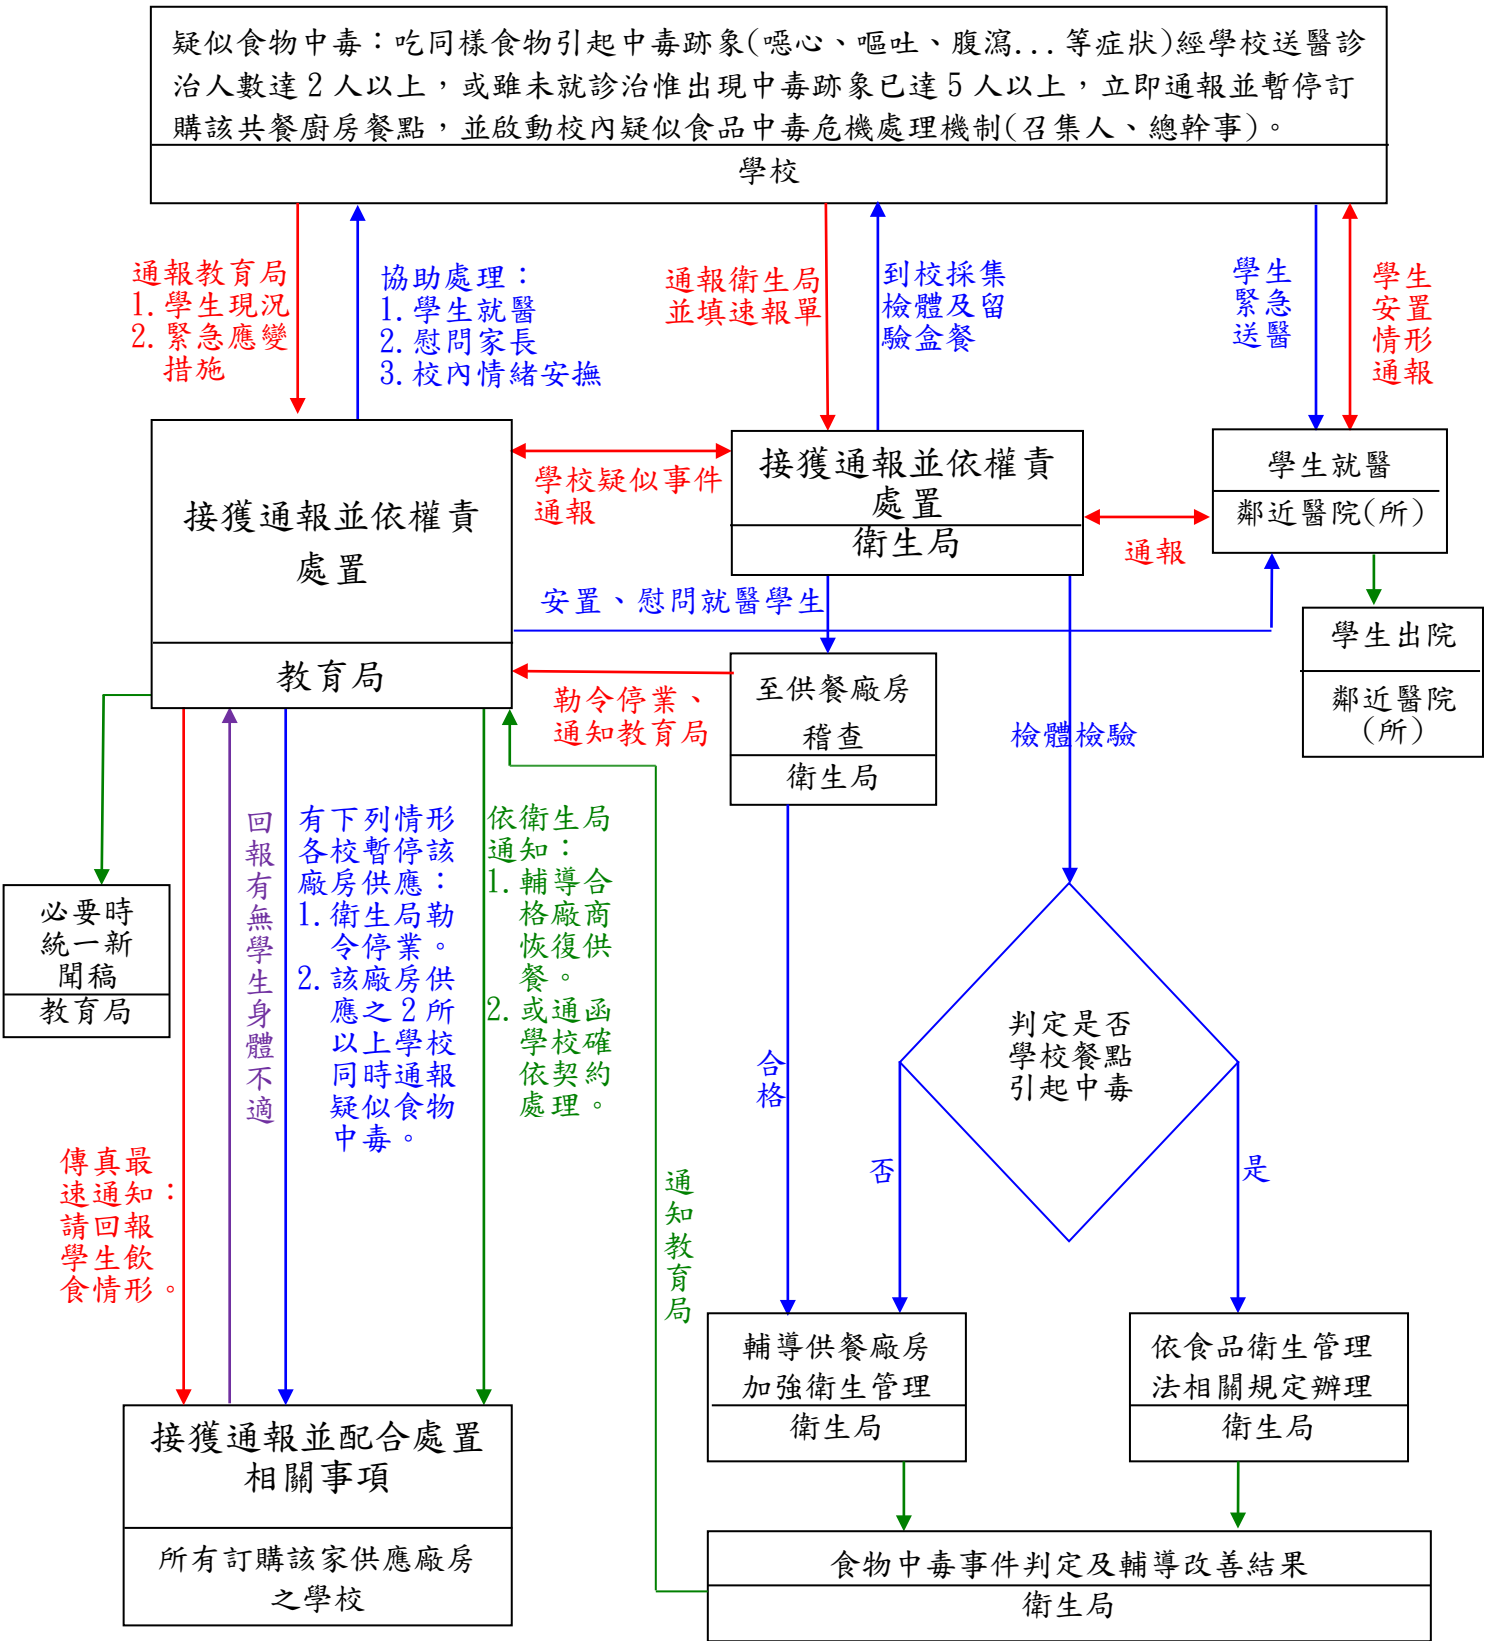 疑似食物中毒：吃同樣食物引起中毒跡象(噁心、嘔吐、腹瀉...等症狀)經學校送醫診
治人數達2人以上，或雖未就診治惟出現中毒跡象已達5人以上，立即通報並暫停訂
購該共餐廚房餐點，並啟動校內疑似食品中毒危機處理機制(召集人、總幹事)。
學校
通報教育局
1.學生現況
2.緊急應變
措施
協助處理：
1.學生就醫
2.慰問家長
3.校內情緒安撫
通報衛生局
並填速報單
到校採集
檢體及留
驗盒餐
學生
緊急
送醫
學生
安置
情形
通報
接獲通報並依權責
處置
教育局
學校疑似事件
通報
接獲通報並依權責
處置
衛生局
通報
學生就醫
鄰近醫院(所)
安置、慰問就醫學生
學生出院
鄰近醫院
(所)
勒令停業、
通知教育局
至供餐廠房
稽查
衛生局
檢體檢驗
必要時
統一新
聞稿
教育局
傳真最
速通知：
請回報
學生飲
食情形。
回報有無學生身體不適
有下列情形
各校暫停該
廠房供應：
1.衛生局勒
令停業。
2.該廠房供
應之2所
以上學校
同時通報
疑似食物
中毒。
依衛生局
通知：
1.輔導合
格廠商
恢復供
餐。
2.或通函
學校確
依契約
處理。
通知教育局
合格
判定是否
學校餐點
引起中毒
否
是
輔導供餐廠房
加強衛生管理
衛生局
依食品衛生管理
法相關規定辦理
衛生局
接獲通報並配合處置
相關事項
所有訂購該家供應廠房
之學校
食物中毒事件判定及輔導改善結果
衛生局